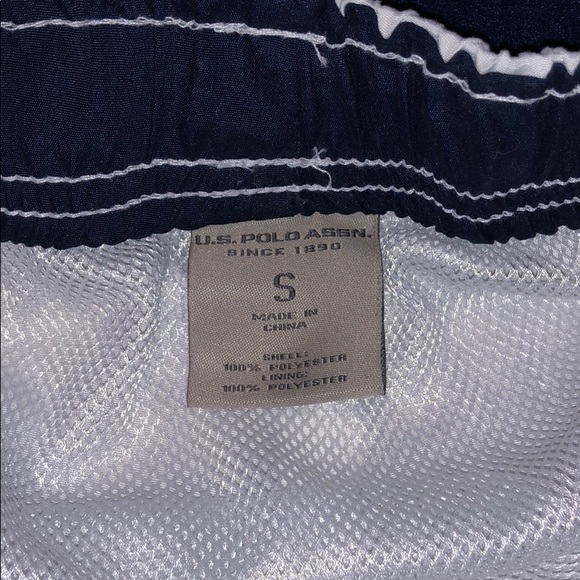 U.S. POLO ASSN.
SINCE 1890
S
MADE IN
CHINA
SHELL:
100% POLYESTER
LINING:
100% POLYESTER